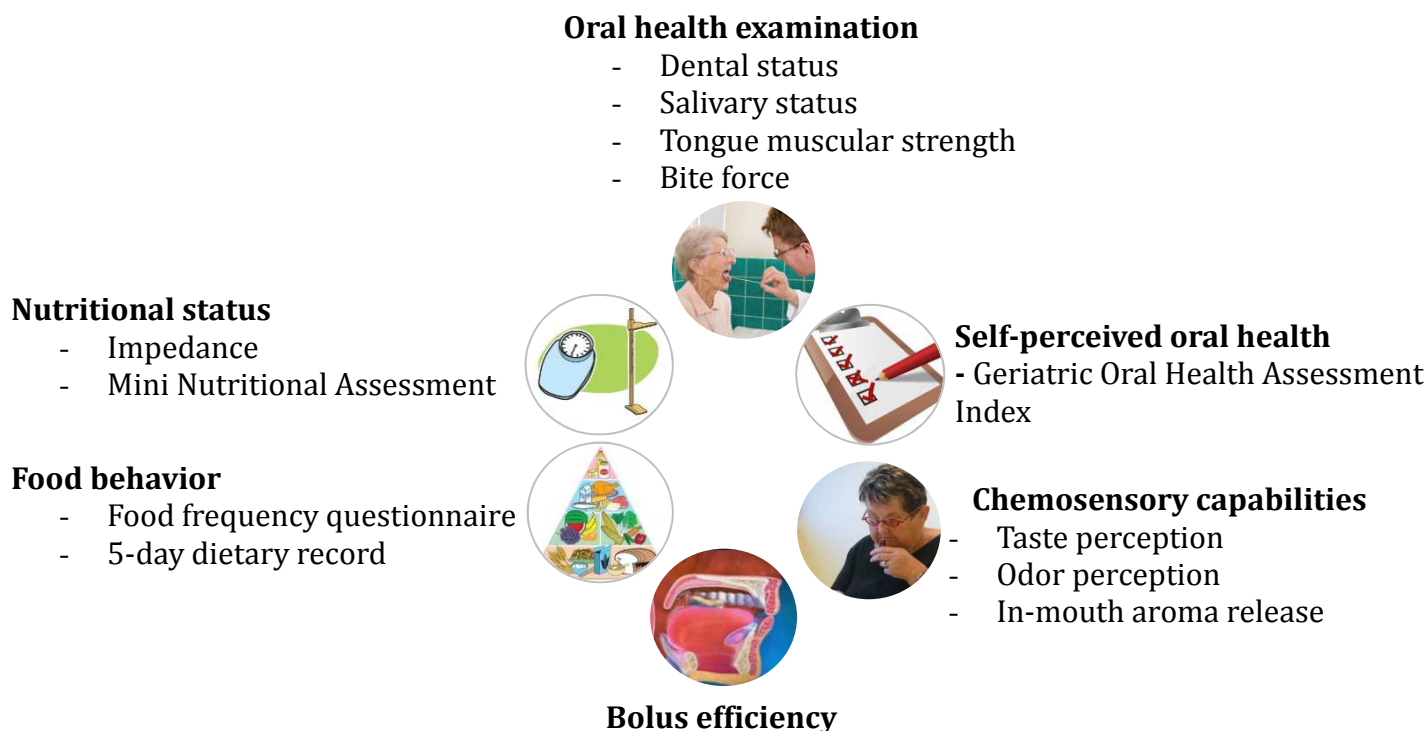 Oral health examination
- Dental status
- Salivary status
- Tongue muscular strength
- Bite force
Nutritional status
- Impedance
- Mini Nutritional Assessment
Self-perceived oral health
- Geriatric Oral Health Assessment
Index
Food behavior
- Food frequency questionnaire
- 5-day dietary record
Chemosensory capabilities
- Taste perception
- Odor perception
- In-mouth aroma release
Bolus efficiency